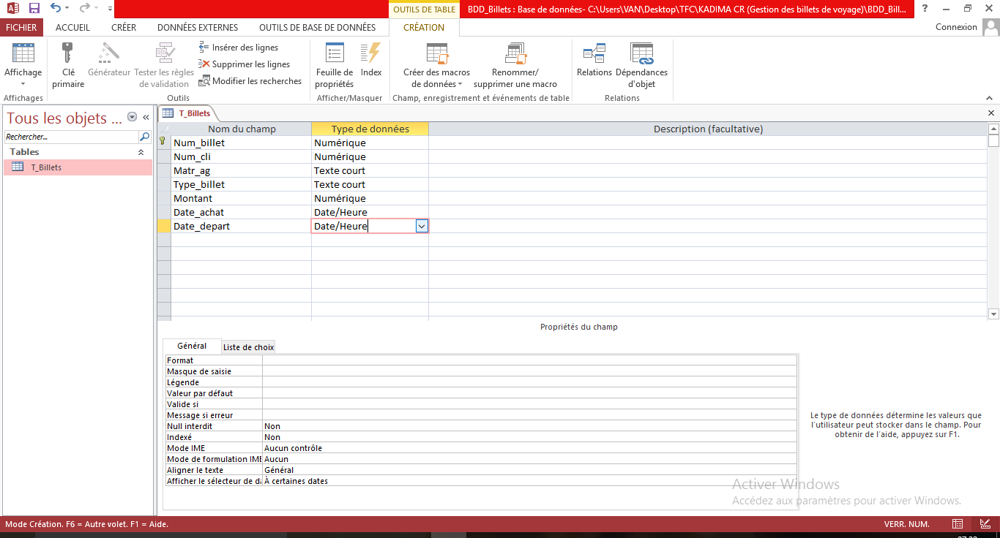 OUTILS DE TABLE
BDD_Billets : Base de données- C:\Users\VAN\Desktop\TFC\KADIMA CR (Gestion des billets de voyage)\BDD_Bill...
?
FICHIER ACCUEIL CRÉER DONNÉES EXTERNES OUTILS DE BASE DE DONNÉES CRÉATION Connexion
Affichage
Clé primaire
Générateur
Tester les règles de validation
Insérer des lignes
Supprimer les lignes
Modifier les recherches
Feuille de propriétés
Index
Créer des macros de données
Renommer/ supprimer une macro
Relations
Dépendances d'objet
Affichages Outils Afficher/Masquer Champ, enregistrement et événements de table Relations
Tous les objets ... «
Rechercher...
Tables
T_Billets
T_Billets
Nom du champ Type de données Description (facultative)
Num_billet Numérique
Num_cli Numérique
Matr_ag Texte court
Type_billet Texte court
Montant Numérique
Date_achat Date/Heure
Date_depart Date/Heure
Propriétés du champ
Général Liste de choix
Format
Masque de saisie
Légende
Valeur par défaut
Valide si
Message si erreur
Null interdit Non
Indexé Non
Mode IME Aucun contrôle
Mode de formulation IME Aucun
Aligner le texte Général
Afficher le sélecteur de da À certaines dates
Le type de données détermine les valeurs que
l'utilisateur peut stocker dans le champ. Pour
obtenir de l'aide, appuyez sur F1.
Activer Windows
Accédez aux paramètres pour activer Windows.
Mode Création. F6 = Autre volet. F1 = Aide. VERR. NUM.